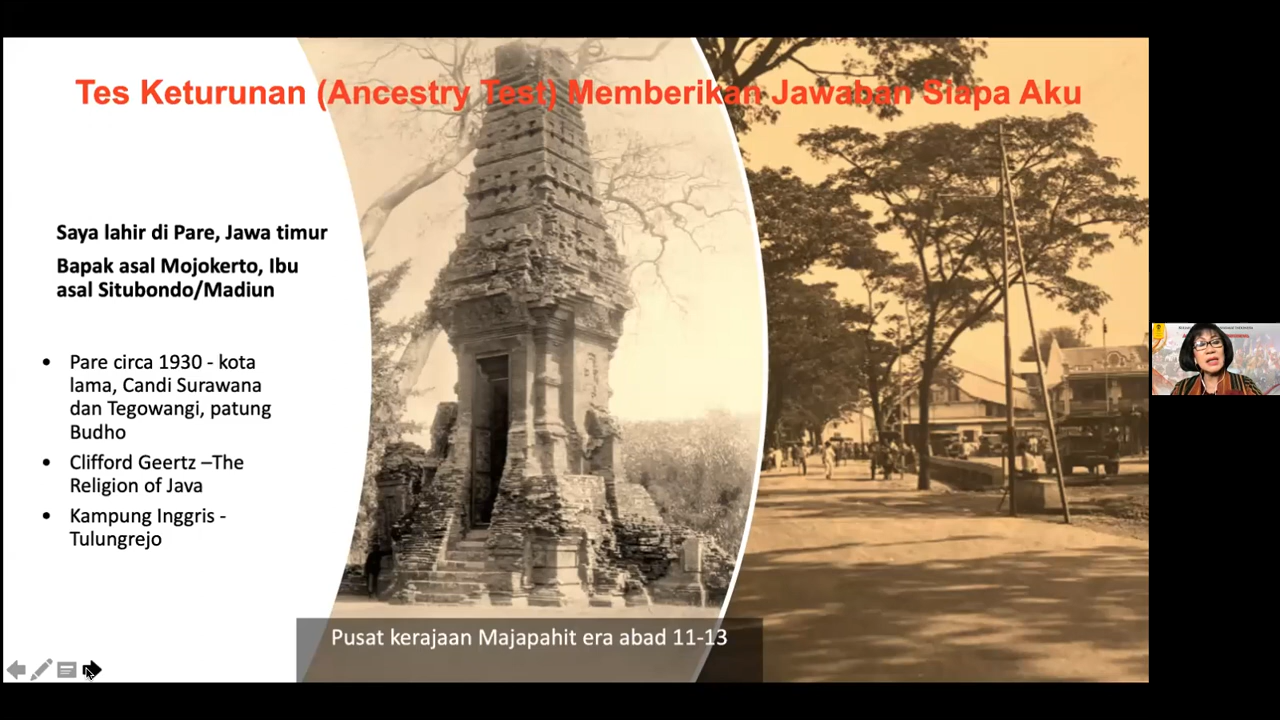 Tes Keturunan (Ancestry Test) Memberikan Jawaban Siapa Aku
Saya lahir di Pare, Jawa timur
Bapak asal Mojokerto, Ibu
asal Situbondo/Madiun
• Pare circa 1930 - kota
lama, Candi Surawana
dan Tegowangi, patung
Budho
• Clifford Geertz –The
Religion of Java
• Kampung Inggris -
Tulungrejo
Pusat kerajaan Majapahit era abad 11-13